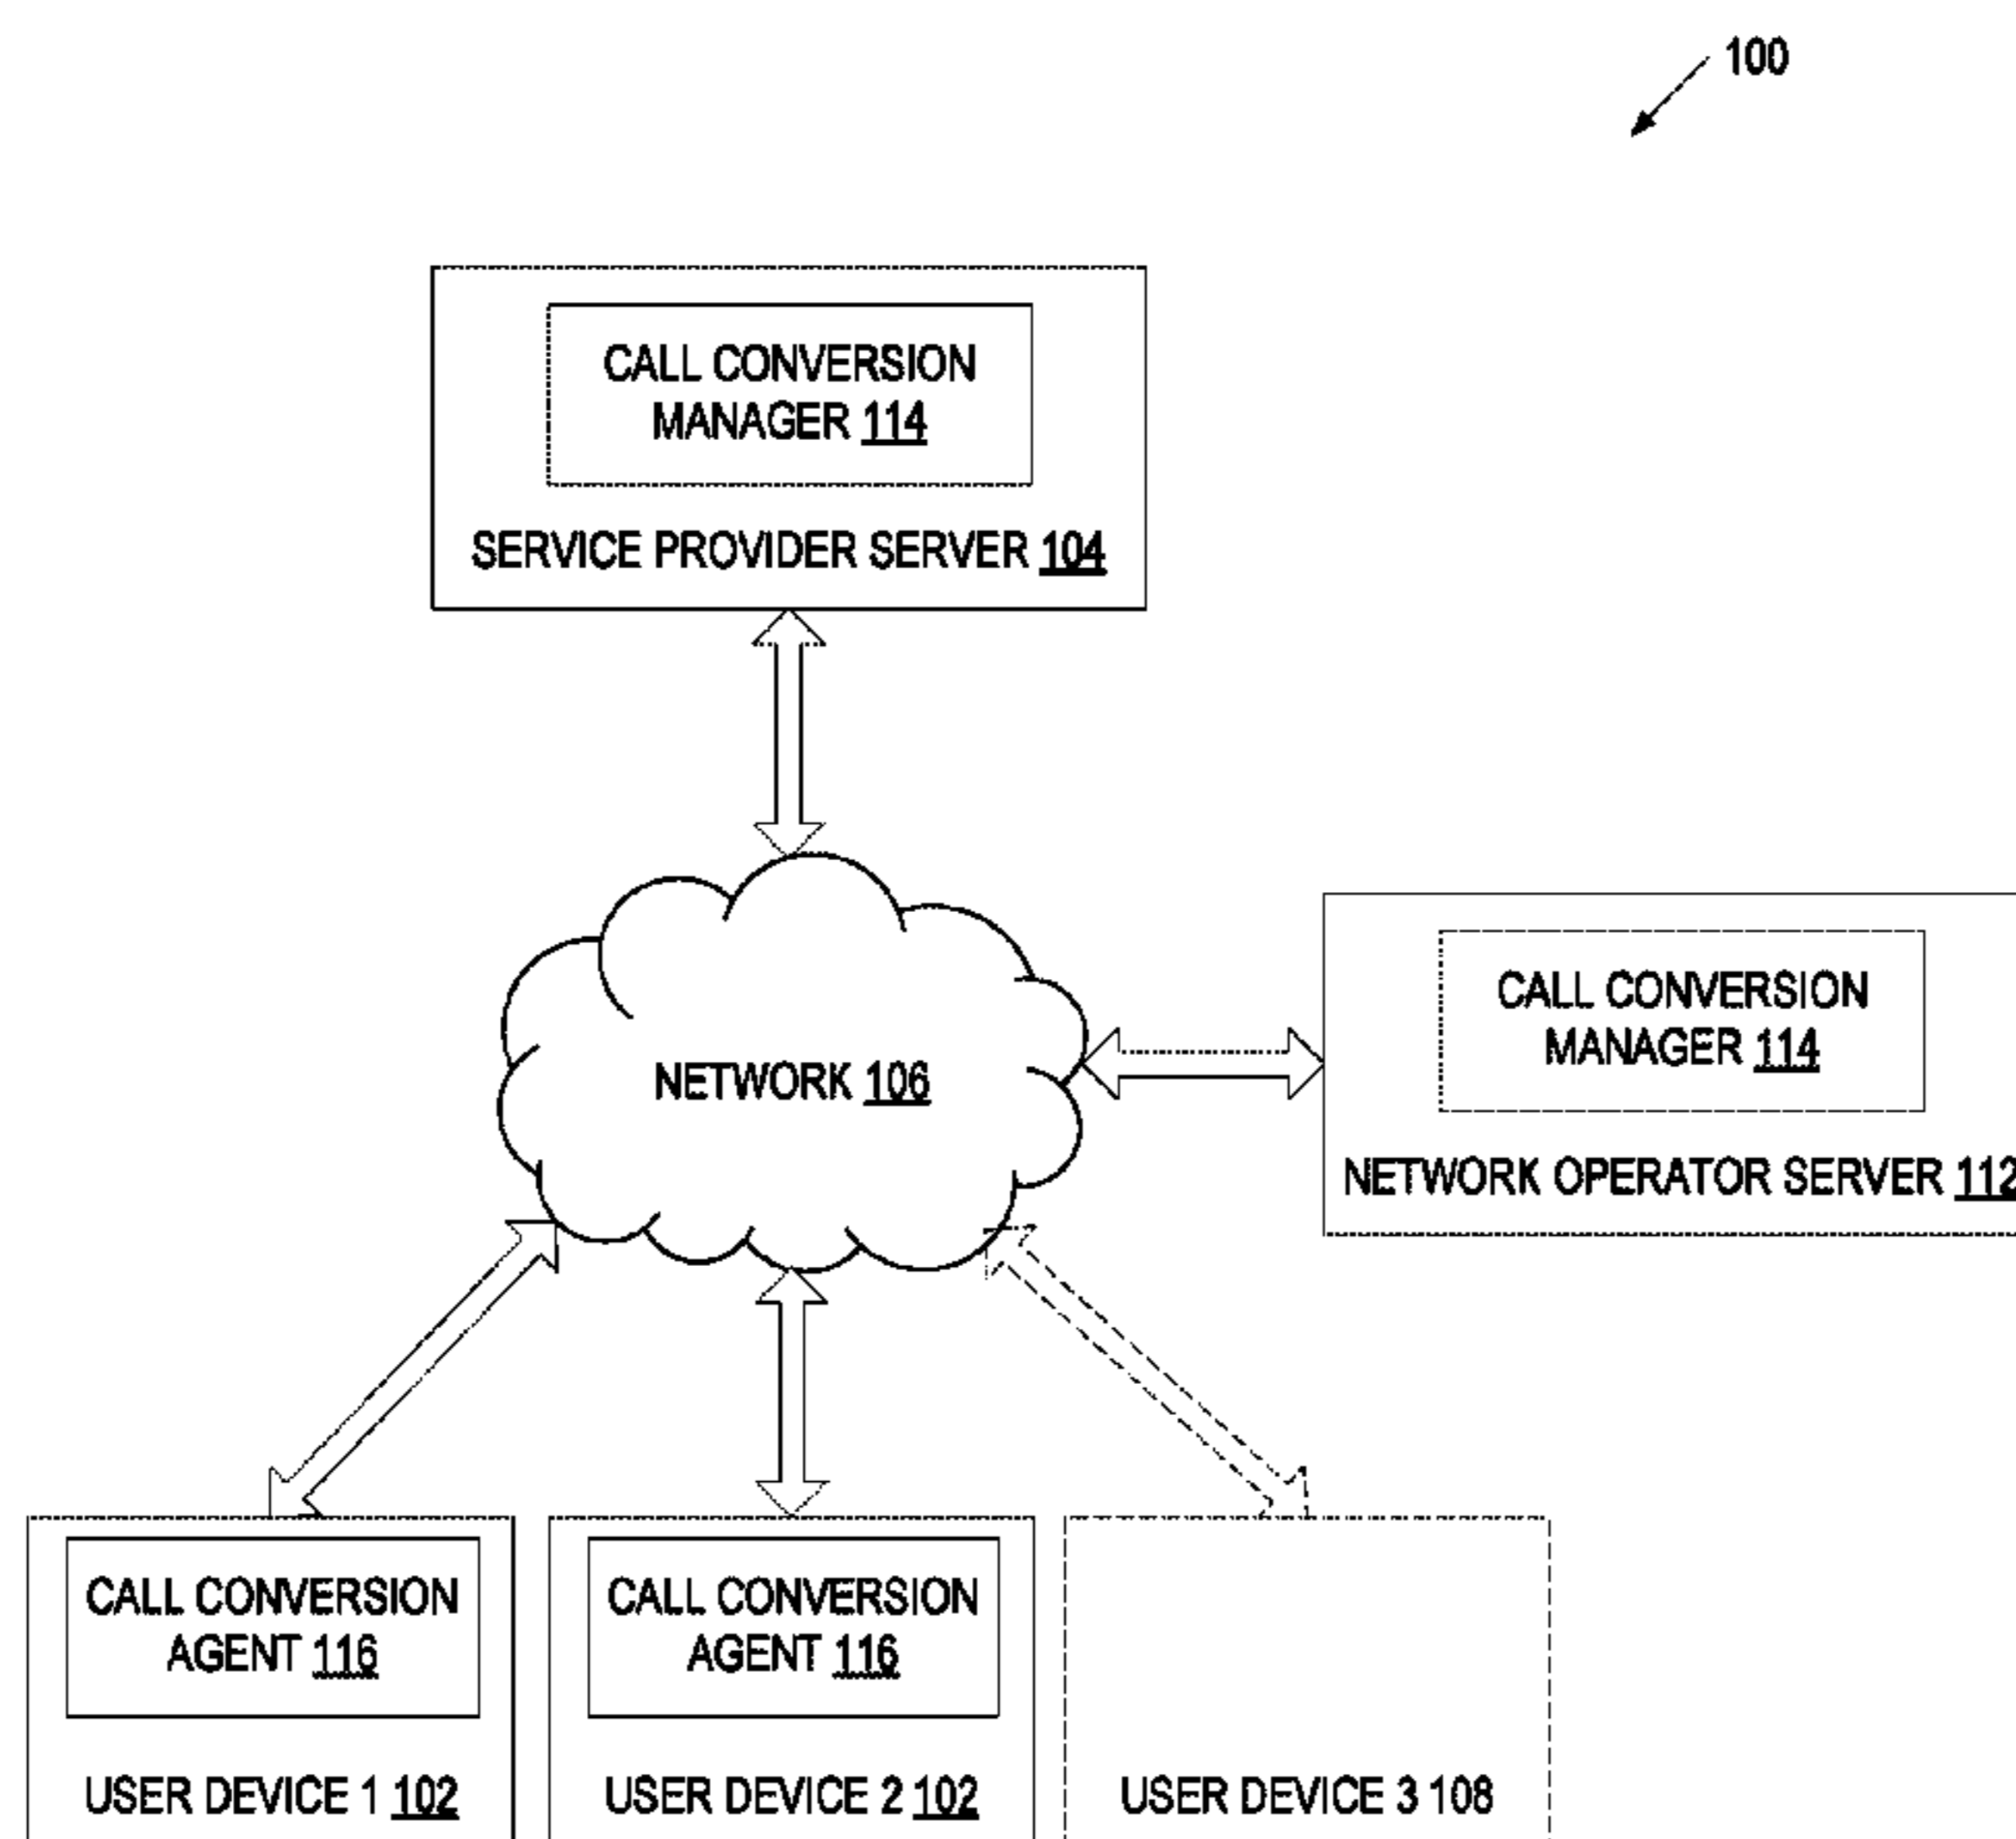 100
CALL CONVERSION
MANAGER 114
SERVICE PROVIDER SERVER 104
NETWORK 106
CALL CONVERSION
MANAGER 114
NETWORK OPERATOR SERVER 112
CALL CONVERSION
AGENT 116
USER DEVICE 1 102
CALL CONVERSION
AGENT 116
USER DEVICE 2 102
USER DEVICE 3 108